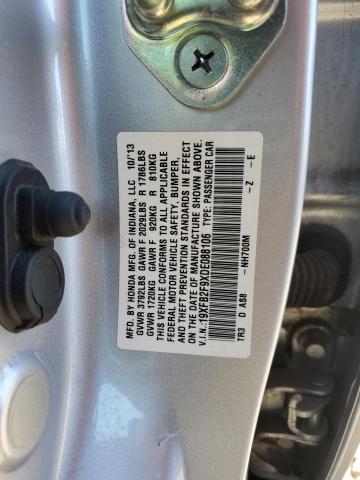 MFD. BY HONDA MFG. OF INDIANA, LLC 10/'13
GVWR 3792LBS GAWR F 2029LBS R 1786LBS
GVWR 1720KG GAWR F 920KG R 810KG
THIS VEHICLE CONFORMS TO ALL APPLICABLE
FEDERAL MOTOR VEHICLE SAFETY, BUMPER,
AND THEFT PREVENTION STANDARDS IN EFFECT
ON THE DATE OF MANUFACTURE SHOWN ABOVE.
V.I.N.:19XFB2F9XDE088106 TYPE: PASSENGER CAR
Z - E
TR3 D A58 - NH700M